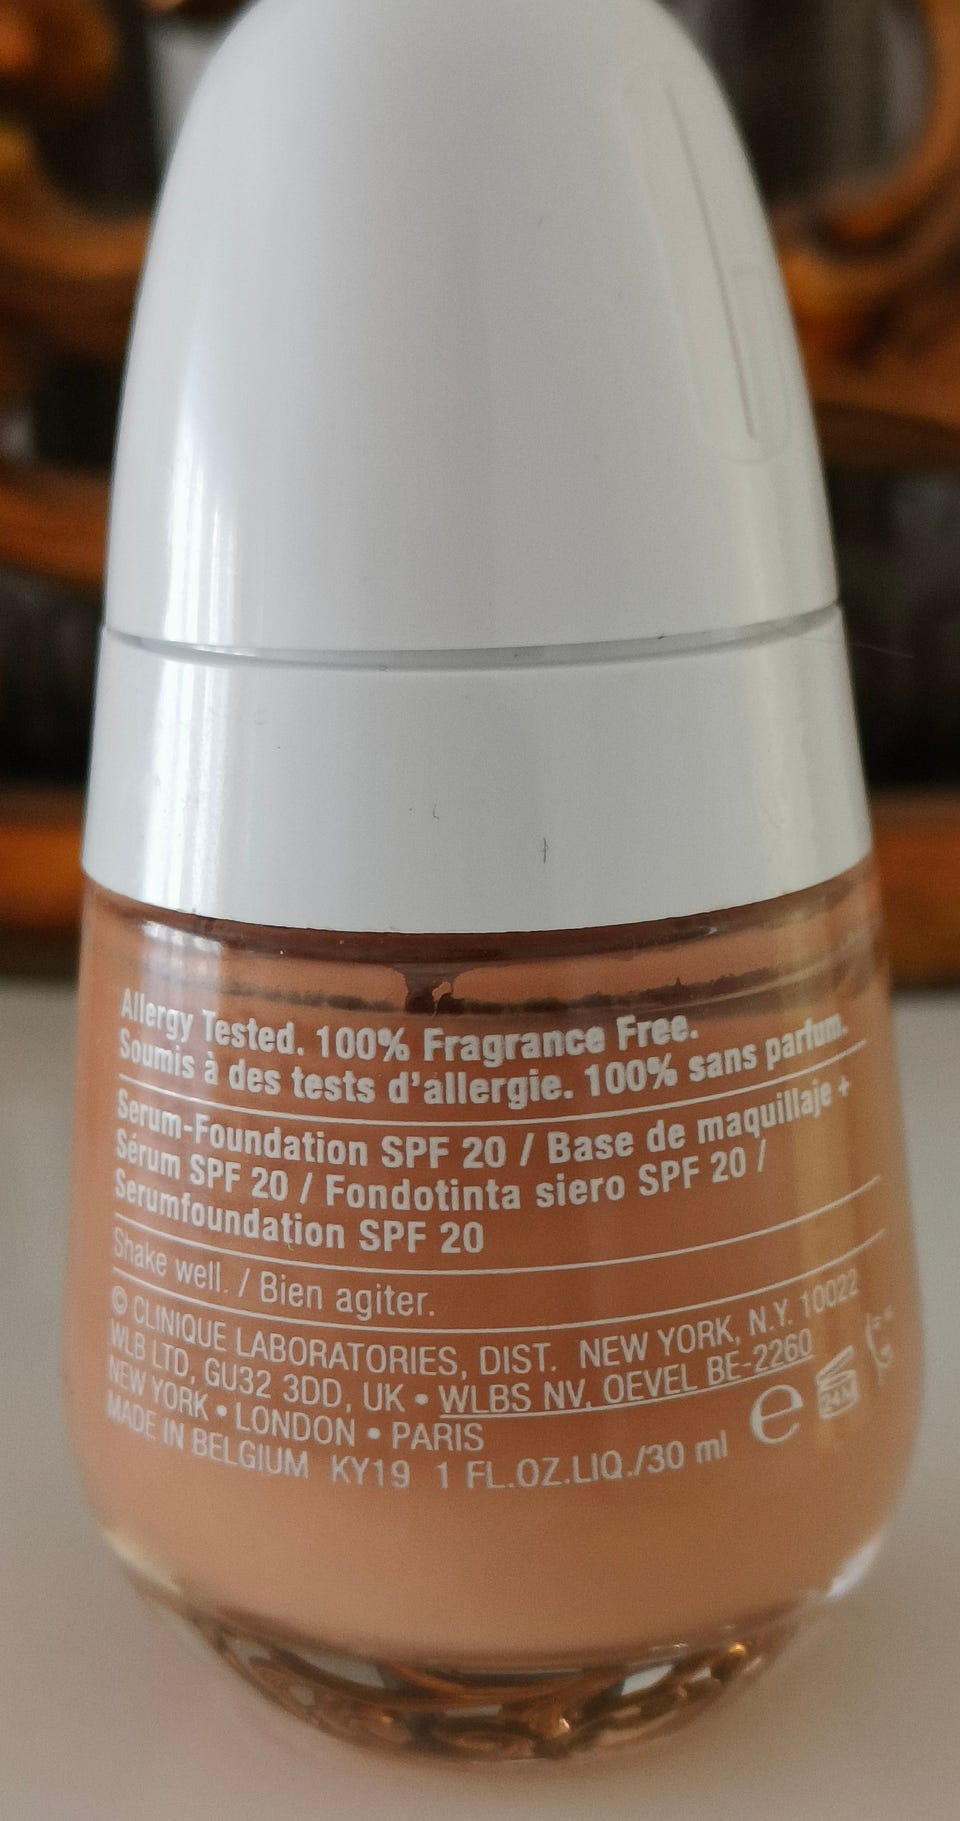 Allergy Tested. 100% Fragrance Free.
Soumis à des tests d'allergie. 100% sans parfum.
Serum-Foundation SPF 20 / Base de maquillaje +
Sérum SPF 20 / Fondotinta siero SPF 20 /
Serumfoundation SPF 20
Shake well. / Bien agiter.
© CLINIQUE LABORATORIES, DIST. NEW YORK, N.Y. 10022
WLB LTD, GU32 3DD, UK • WLBS NV, OEVEL BE-2260
NEW YORK • LONDON • PARIS
MADE IN BELGIUM KY19 1 FL.OZ.LIQ./30 ml e 24M